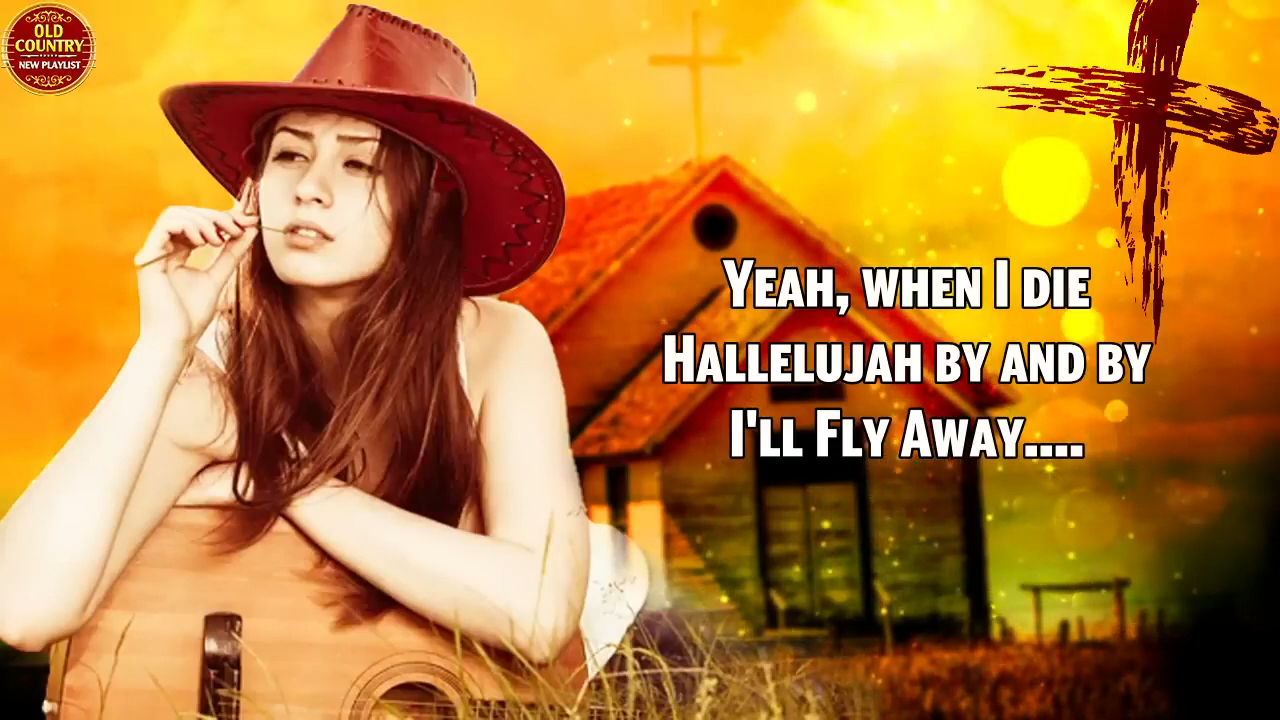 OLD
COUNTRY
NEW PLAYLIST
YEAH, WHEN I DIE
HALLELUJAH BY AND BY
I'LL FLY AWAY....